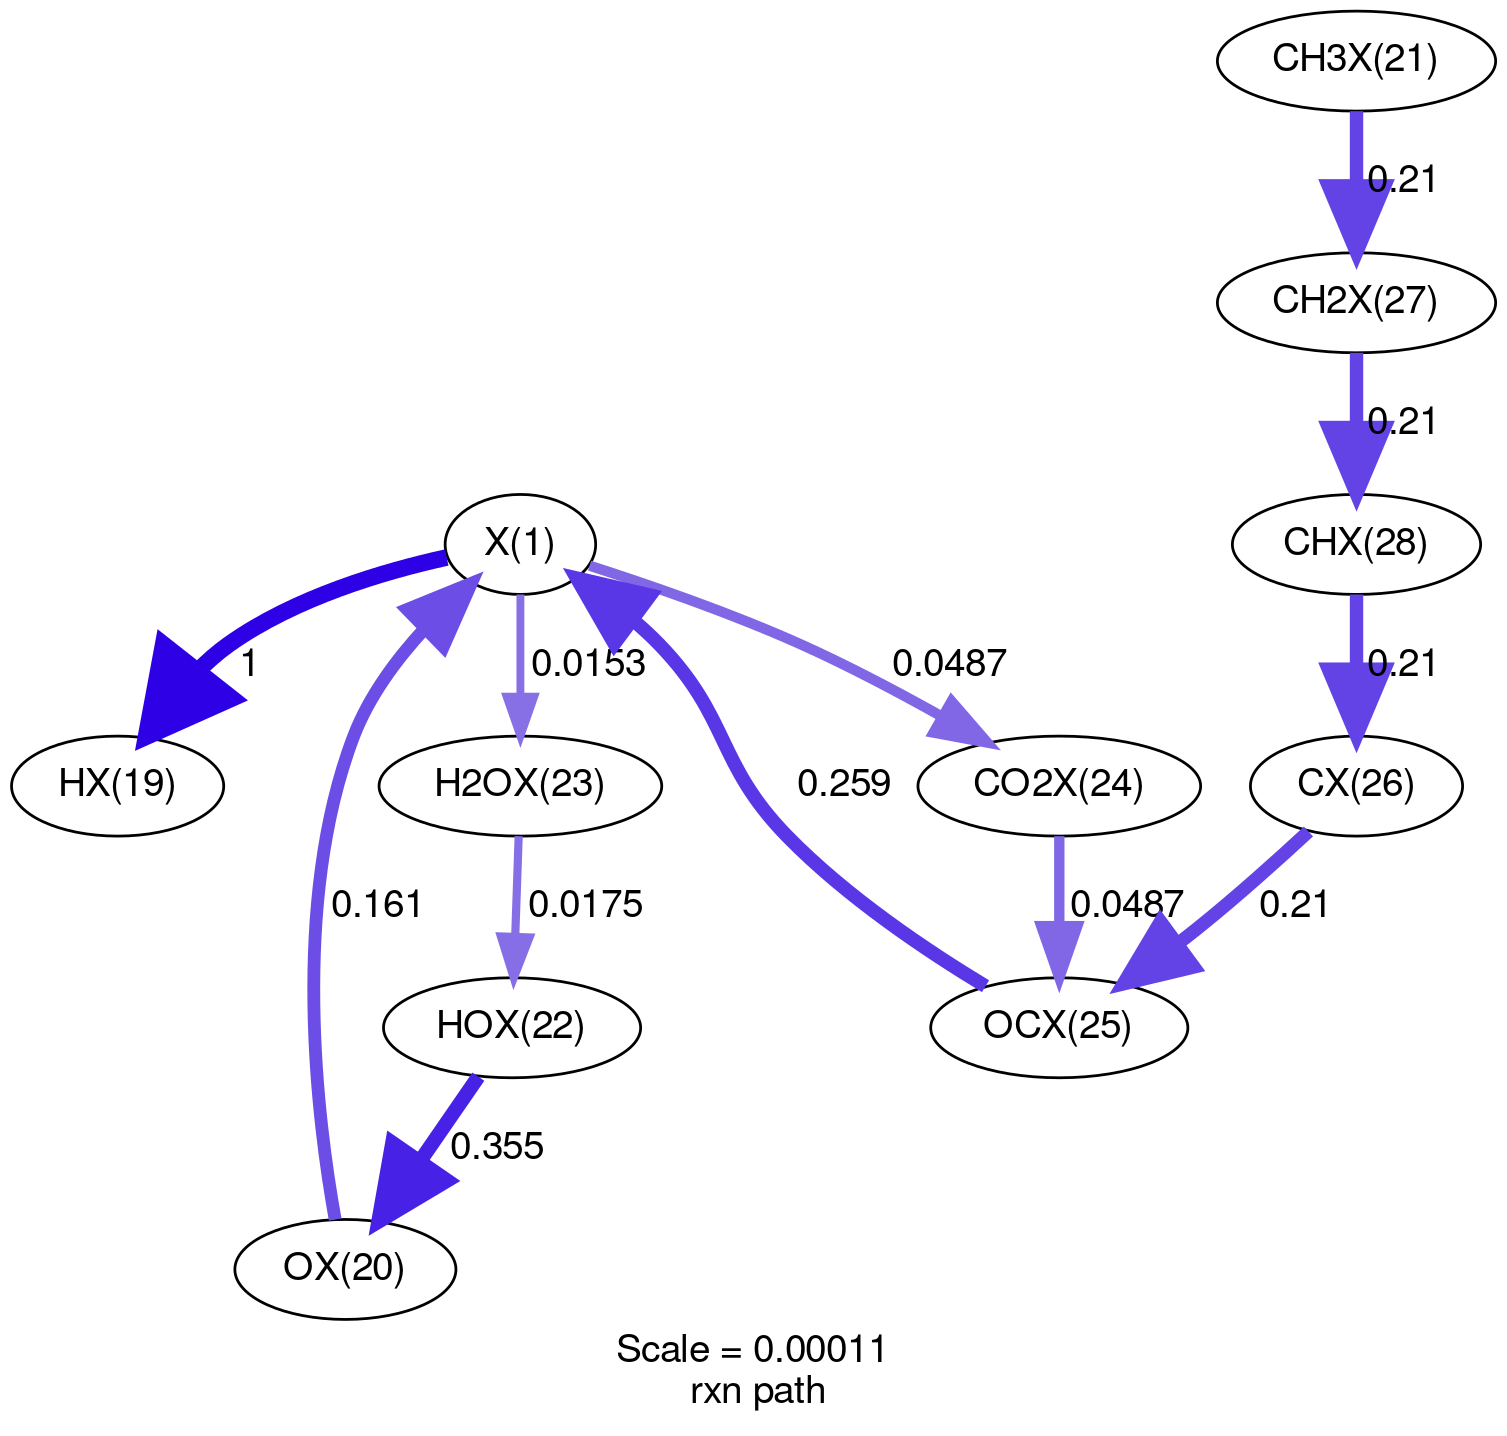 CH3X(21)
0.21
CH2X(27)
0.21
X(1)
CHX(28)
1
0.0153
0.0487
0.21
HX(19)
H2OX(23)
0.259
CO2X(24)
CX(26)
0.161
0.0175
0.0487
0.21
HOX(22)
OCX(25)
0.355
OX(20)
Scale = 0.00011
rxn path